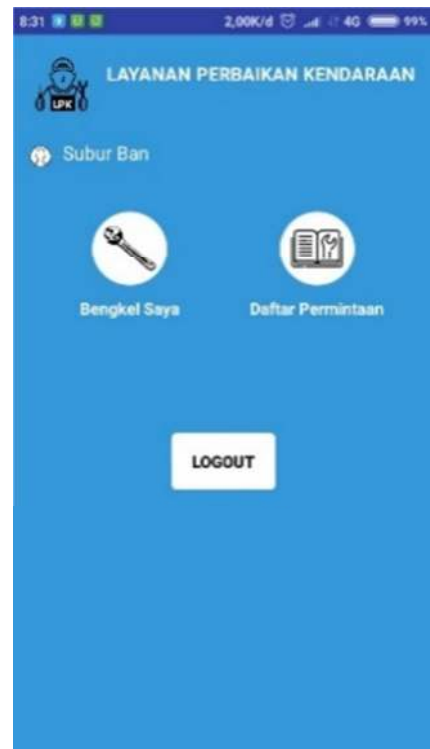 8:31 2,00K/d 4G 99%
LAYANAN PERBAIKAN KENDARAAN
LPK
Subur Ban
Bengkel Saya Daftar Permintaan
LOGOUT